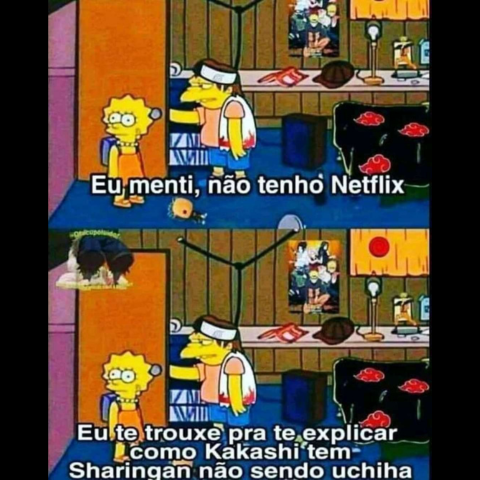 Eu menti, não tenho Netflix
Eu te trouxe pra te explicar
como Kakashi tem
Sharingan não sendo uchiha